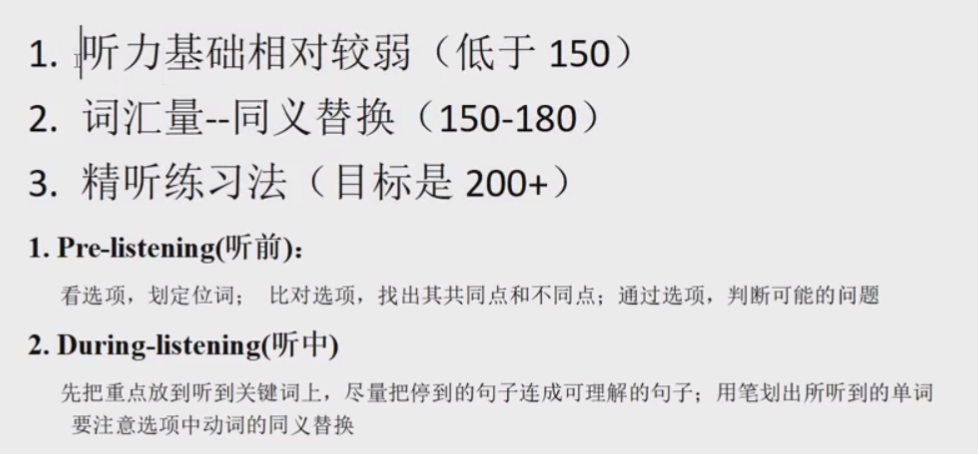 1. 听力基础相对较弱（低于 150）
2. 词汇量--同义替换（150-180）
3. 精听练习法（目标是 200+）
1. Pre-listening(听前)：
看选项，划定位词； 比对选项，找出其共同点和不同点；通过选项，判断可能的问题
2. During-listening(听中)
先把重点放到听到关键词上，尽量把停到的句子连成可理解的句子；用笔划出所听到的单词
要注意选项中动词的同义替换